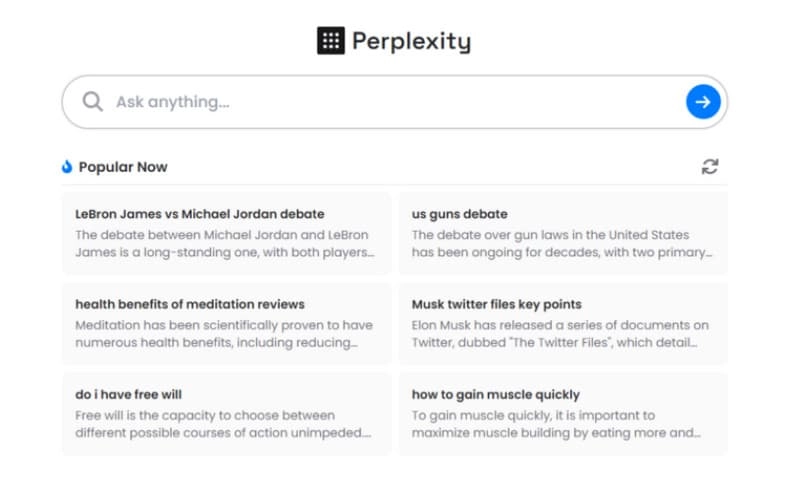 Perplexity
Ask anything...
Popular Now
LeBron James vs Michael Jordan debate
The debate between Michael Jordan and LeBron
James is a long-standing one, with both players...
us guns debate
The debate over gun laws in the United States
has been ongoing for decades, with two primary...
health benefits of meditation reviews
Meditation has been scientifically proven to have
numerous health benefits, including reducing...
Musk twitter files key points
Elon Musk has released a series of documents on
Twitter, dubbed "The Twitter Files", which detail...
do i have free will
Free will is the capacity to choose between
different possible courses of action unimpeded....
how to gain muscle quickly
To gain muscle quickly, it is important to
maximize muscle building by eating more and...